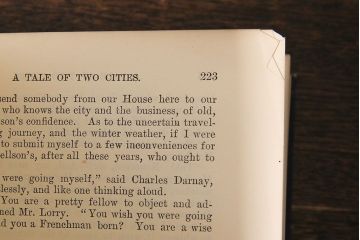 A TALE OF TWO CITIES. 223
send somebody from our House here to our
who knows the city and the business, of old,
son's confidence. As to the uncertain travel-
journey, and the winter weather, if I were
to submit myself to a few inconveniences for
ellson's, after all these years, who ought to
were going myself," said Charles Darnay,
lessly, and like one thinking aloud.
You are a pretty fellow to object and ad-
ned Mr. Lorry. "You wish you were going
d you a Frenchman born? You are a wise